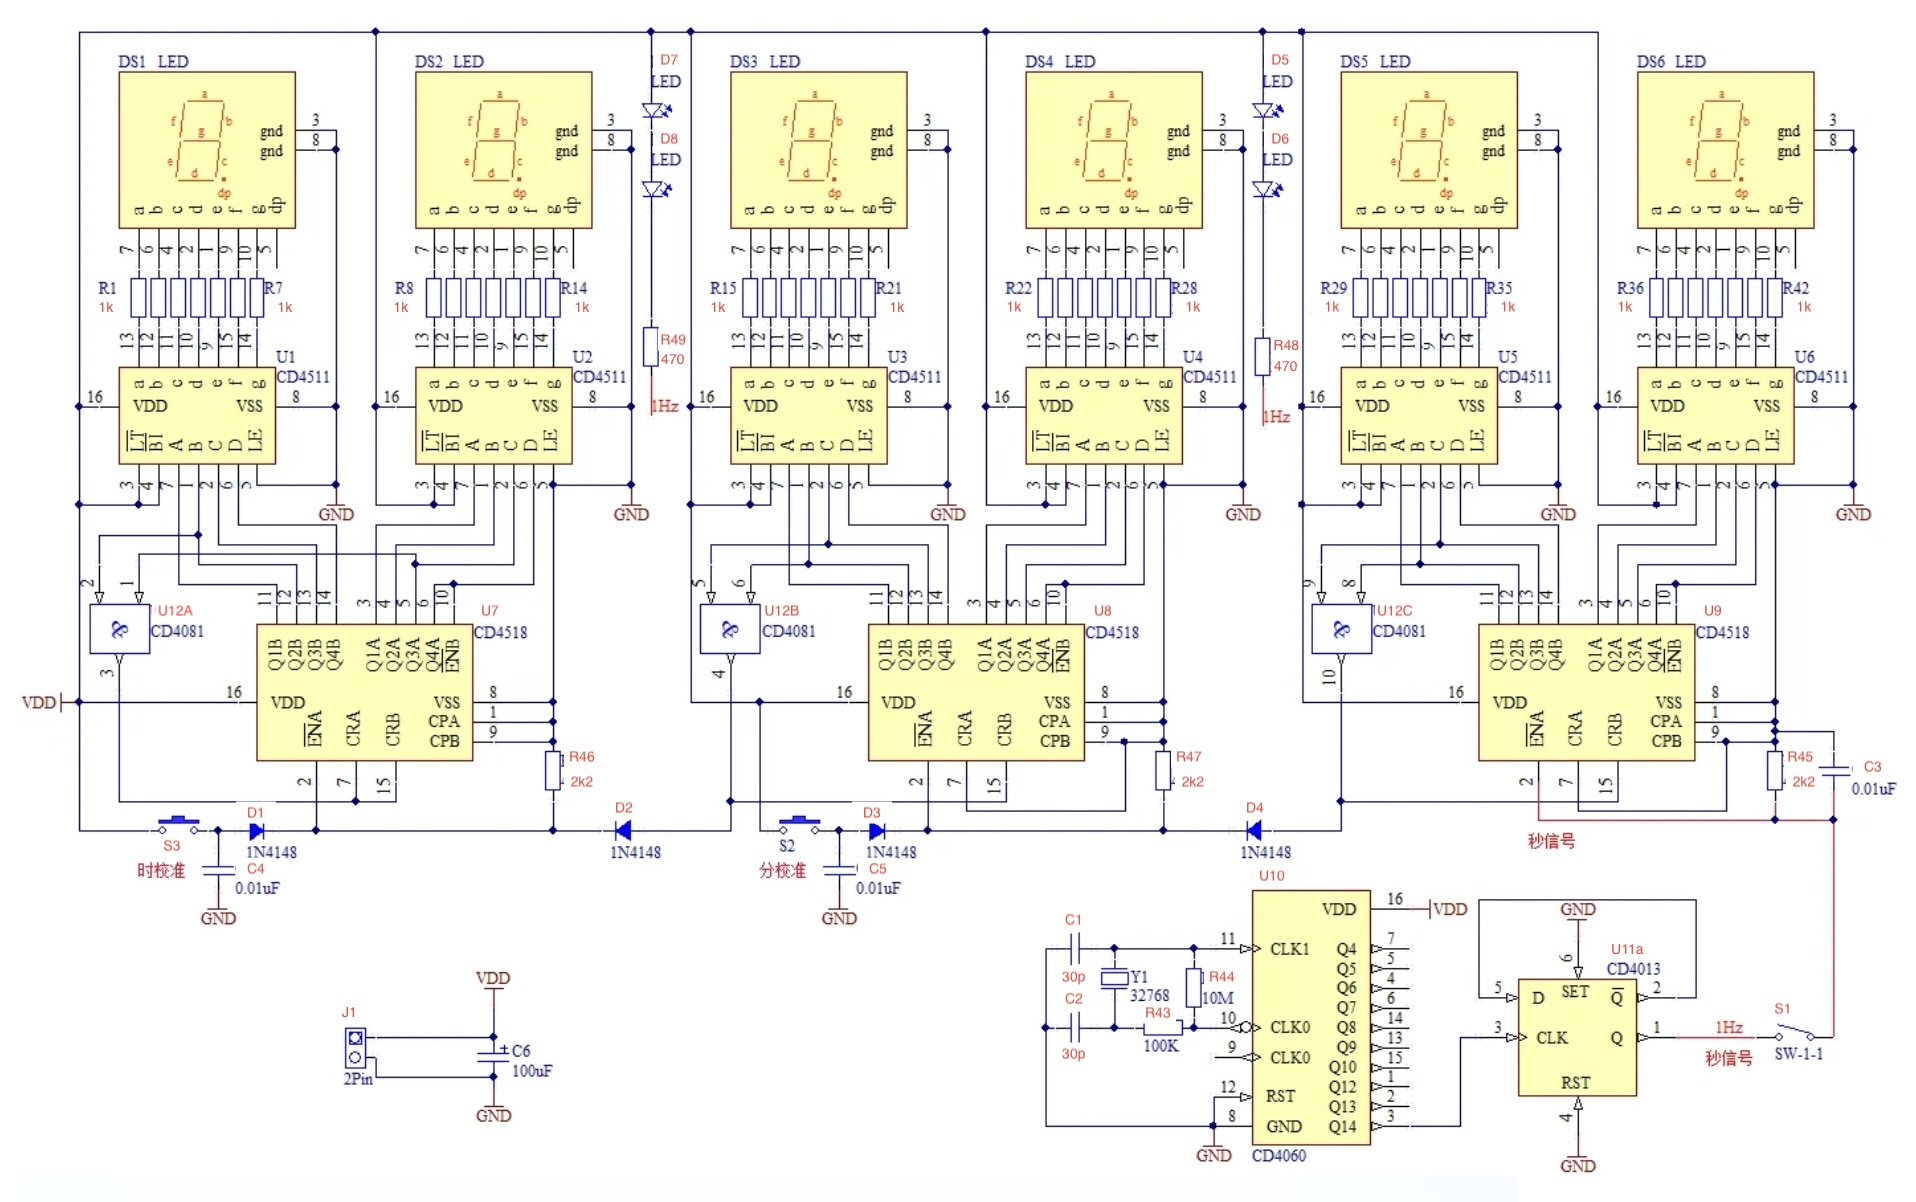 DS1 LED
DS2 LED
D7
LED
DS3 LED
DS4 LED
D5
LED
DS5 LED
DS6 LED
a f b g e c d dp
gnd 3
gnd 8
a b c d e f g dp
a f b g e c d dp
gnd 3
gnd 8
a b c d e f g dp
D8
LED
a f b g e c d dp
gnd 3
gnd 8
a b c d e f g dp
a f b g e c d dp
gnd 3
gnd 8
a b c d e f g dp
D6
LED
a f b g e c d dp
gnd 3
gnd 8
a b c d e f g dp
a f b g e c d dp
gnd 3
gnd 8
a b c d e f g dp
7 6 4 2 1 9 10 5
7 6 4 2 1 9 10 5
7 6 4 2 1 9 10 5
7 6 4 2 1 9 10 5
7 6 4 2 1 9 10 5
7 6 4 2 1 9 10 5
R1 R7
1k 1k
R8 R14
1k 1k
R15 R21
1k 1k
R22 R28
1k 1k
R29 R35
1k 1k
R36 R42
1k 1k
13 12 11 10 9 15 14
13 12 11 10 9 15 14
R49
470
1Hz
13 12 11 10 9 15 14
13 12 11 10 9 15 14
R48
470
1Hz
13 12 11 10 9 15 14
13 12 11 10 9 15 14
U1
CD4511
a b c d e f g
16 VDD VSS 8
LT BI A B C D LE
3 4 7 1 2 6 5
GND
U2
CD4511
a b c d e f g
16 VDD VSS 8
LT BI A B C D LE
3 4 7 1 2 6 5
GND
U3
CD4511
a b c d e f g
16 VDD VSS 8
LT BI A B C D LE
3 4 7 1 2 6 5
GND
U4
CD4511
a b c d e f g
16 VDD VSS 8
LT BI A B C D LE
3 4 7 1 2 6 5
GND
U5
CD4511
a b c d e f g
16 VDD VSS 8
LT BI A B C D LE
3 4 7 1 2 6 5
GND
U6
CD4511
a b c d e f g
16 VDD VSS 8
LT BI A B C D LE
3 4 7 1 2 6 5
GND
2 1
U12A
& CD4081
3
11 12 13 14 3 4 5 6 10
U7
CD4518
Q1B Q2B Q3B Q4B Q1A Q2A Q3A Q4A ENB
VDD 16 VDD VSS 8
CPA 1
CPB 9
ENA CRA CRB
2 7 15
R46
2k2
5 6
U12B
& CD4081
4
11 12 13 14 3 4 5 6 10
U8
CD4518
Q1B Q2B Q3B Q4B Q1A Q2A Q3A Q4A ENB
16 VDD VSS 8
CPA 1
CPB 9
ENA CRA CRB
2 7 15
R47
2k2
9 8
U12C
& CD4081
10
11 12 13 14 3 4 5 6 10
U9
CD4518
Q1B Q2B Q3B Q4B Q1A Q2A Q3A Q4A ENB
16 VDD VSS 8
CPA 1
CPB 9
ENA CRA CRB
2 7 15
R45
2k2
C3
0.01uF
秒信号
S3
时校准
D1
1N4148
C4
0.01uF
GND
D2
1N4148
S2
分校准
D3
1N4148
C5
0.01uF
GND
D4
1N4148
U10
VDD 16 VDD
C1
30p
C2
30p
Y1
32768
R44
10M
R43
100K
11 CLK1 Q4 7
Q5 5
Q6 4
Q7 6
10 CLK0 Q8 14
Q9 13
9 CLK0 Q10 15
Q12 1
12 RST Q13 2
8 GND Q14 3
GND
CD4060
GND
6
U11a
CD4013
5 D SET Q 2
3 CLK Q 1
RST
4
GND
1Hz
秒信号
S1
SW-1-1
VDD
J1
2Pin
+
C6
100uF
GND